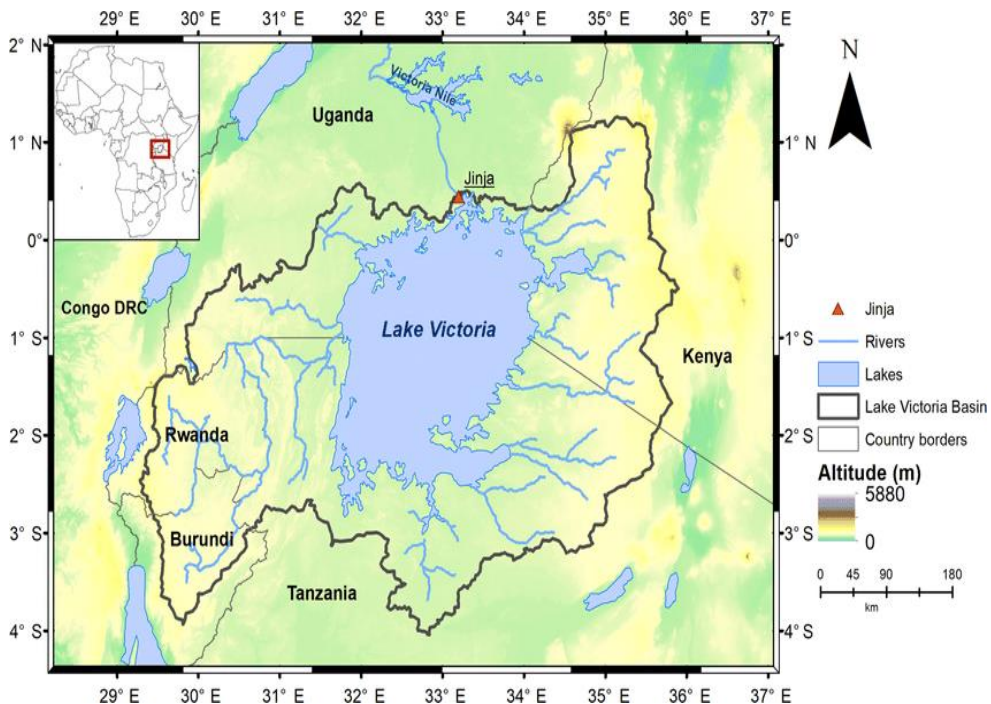 29° E 30° E 31° E 32° E 33° E 34° E 35° E 36° E 37° E
2° N
2° N
N
Victoria Nile
Uganda
1° N
1° N
Jinja
0°
0°
Congo DRC
Jinja
Lake Victoria
Rivers
1° S
1° S
Kenya
Lakes
Lake Victoria Basin
2° S
Rwanda
2° S
Country borders
Altitude (m)
5880
0
3° S
Burundi
3° S
Tanzania
0 45 90 180
km
4° S
4° S
29° E 30° E 31° E 32° E 33° E 34° E 35° E 36° E 37° E